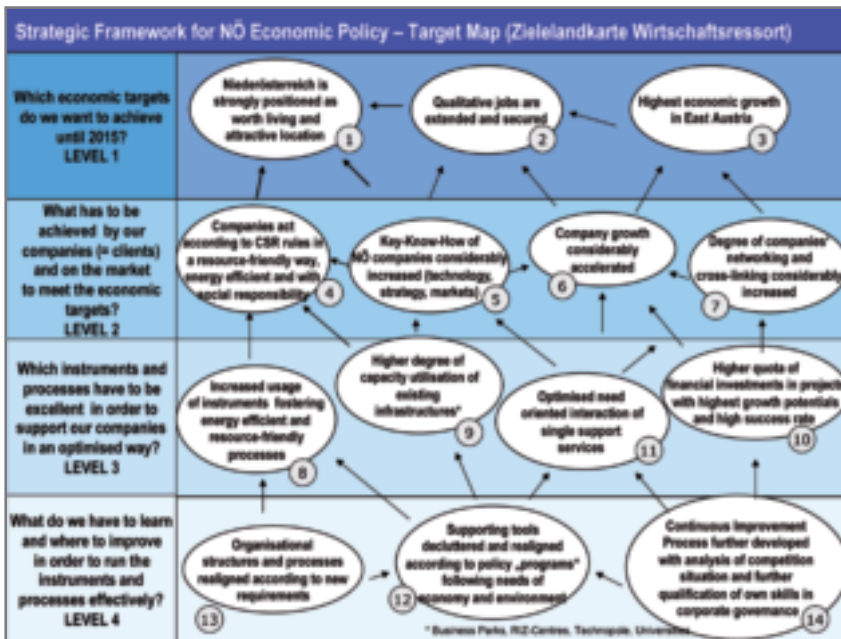 Strategic Framework for NÖ Economic Policy – Target Map (Zielelandkarte Wirtschaftsressort)
Which economic targets
do we want to achieve
until 2015?
LEVEL 1
Niederösterreich is
strongly positioned as
worth living and
attractive location
1
Qualitative jobs are
extended and secured
2
Highest economic growth
in East Austria
3
What has to be
achieved by our
companies (= clients)
and on the market
to meet the economic
targets?
LEVEL 2
Companies act
according to CSR rules in
a resource-friendly way,
energy efficient and with
social responsibility
4
Key-Know-How of
NÖ companies considerably
increased (technology,
strategy, markets)
5
Company growth
considerably
accelerated
6
Degree of companies'
networking and
cross-linking considerably
increased
7
Which instruments and
processes have to be
excellent in order to
support our companies
in an optimised way?
LEVEL 3
Increased usage
of instruments fostering
energy efficient and
resource-friendly
processes
8
Higher degree of
capacity utilisation of
existing
infrastructures*
9
Optimised need
oriented interaction of
single support
services
11
Higher quota of
financial investments in projects
with highest growth potentials
and high success rate
10
What do we have to learn
and where to improve
in order to run the
instruments and
processes effectively?
LEVEL 4
Organisational
structures and processes
realigned according to new
requirements
13
Supporting tools
decluttered and realigned
according to policy „programs"
following needs of
economy and environment
12
Continuous Improvement
Process further developed
with analysis of competition
situation and further
qualification of own skills in
corporate governance
14
* Business Parks, RIZ-Centres, Technopole, Universities